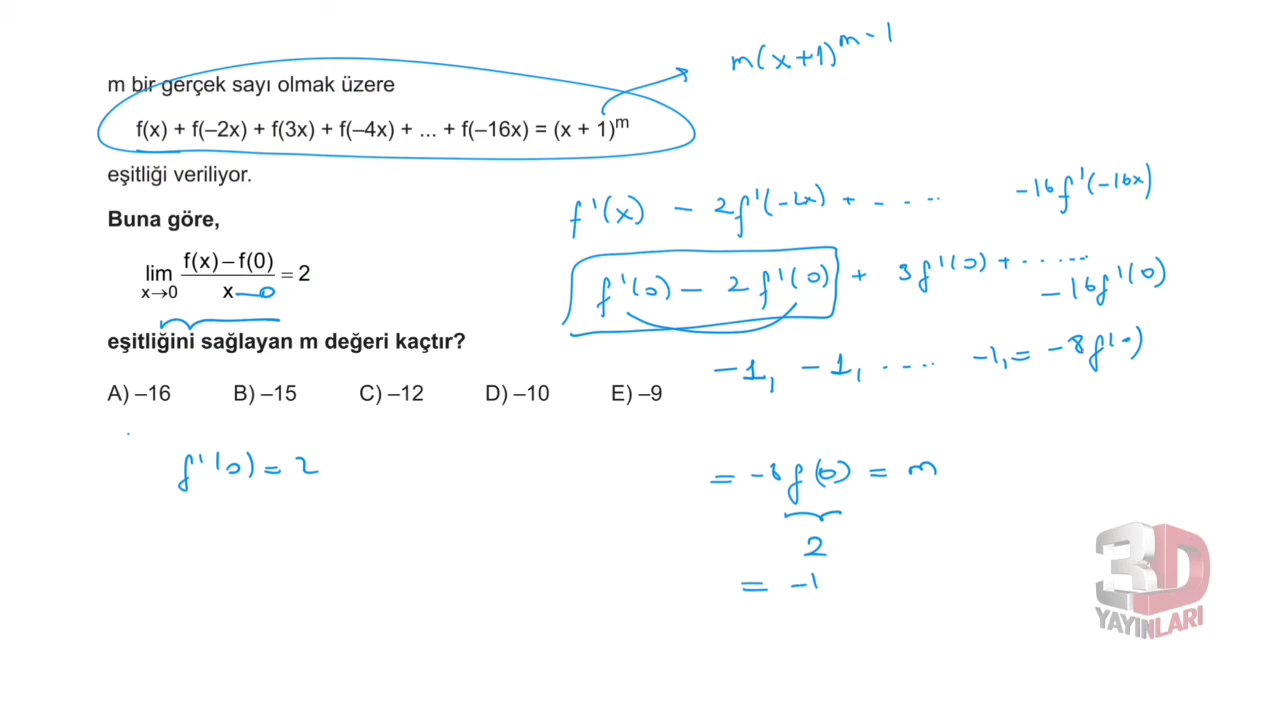 m bir gerçek sayı olmak üzere
f(x) + f(–2x) + f(3x) + f(–4x) + ... + f(–16x) = (x + 1)^m
eşitliği veriliyor.
Buna göre,
lim x→0 (f(x) – f(0)) / (x – 0) = 2
eşitliğini sağlayan m değeri kaçtır?
A) –16 B) –15 C) –12 D) –10 E) –9
f'(0) = 2
m(x+1)^(m-1)
f'(x) – 2f'(-2x) + - .... -16f'(-16x)
f'(0) – 2f'(0) + 3f'(0) + ...... -16f'(0)
-1, -1, .... -1, = -8f'(·)
= -8f(0) = m
2
= -1
3D
YAYINLARI